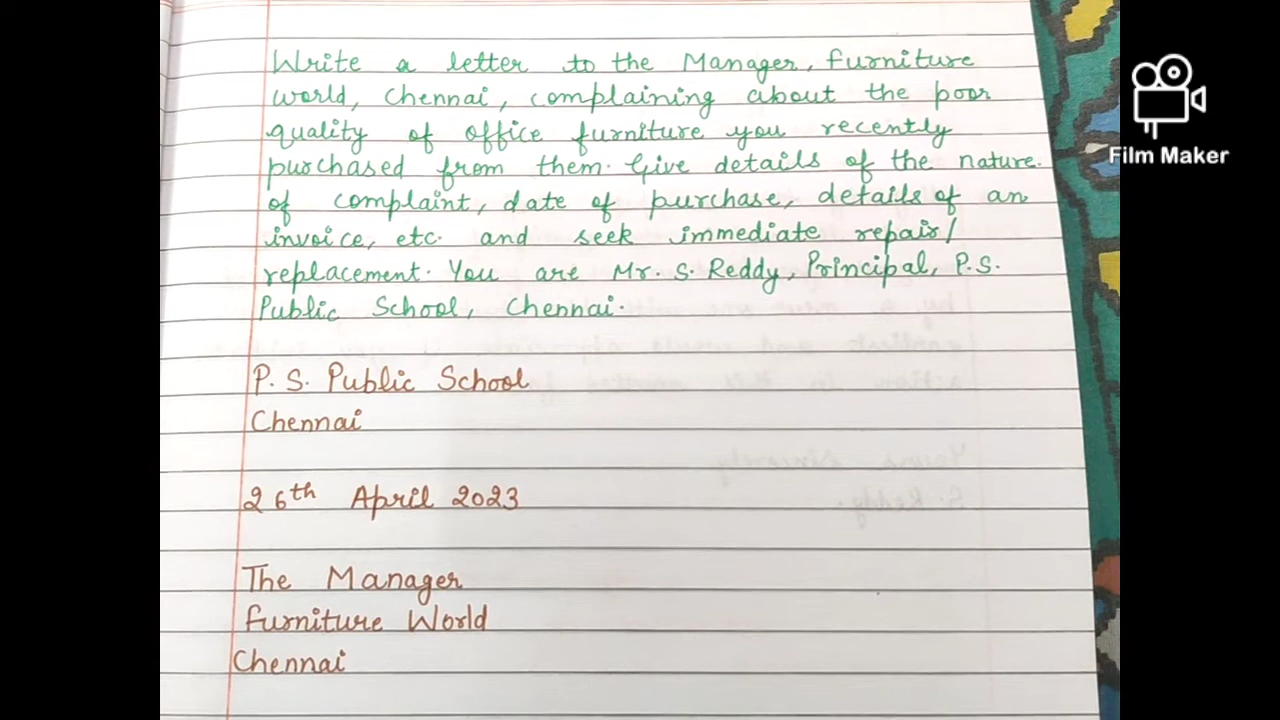 Write a letter to the Manager, furniture
world, Chennai, complaining about the poor
quality of office furniture you recently
purchased from them. Give details of the nature
of complaint, date of purchase, details of an
invoice, etc. and seek immediate repair/
replacement. You are Mr. S. Reddy, Principal, P.S.
Public School, Chennai.
P. S. Public School
Chennai
26th April 2023
The Manager
furniture World
Chennai
Film Maker
Yours sincerely
S. Reddy.